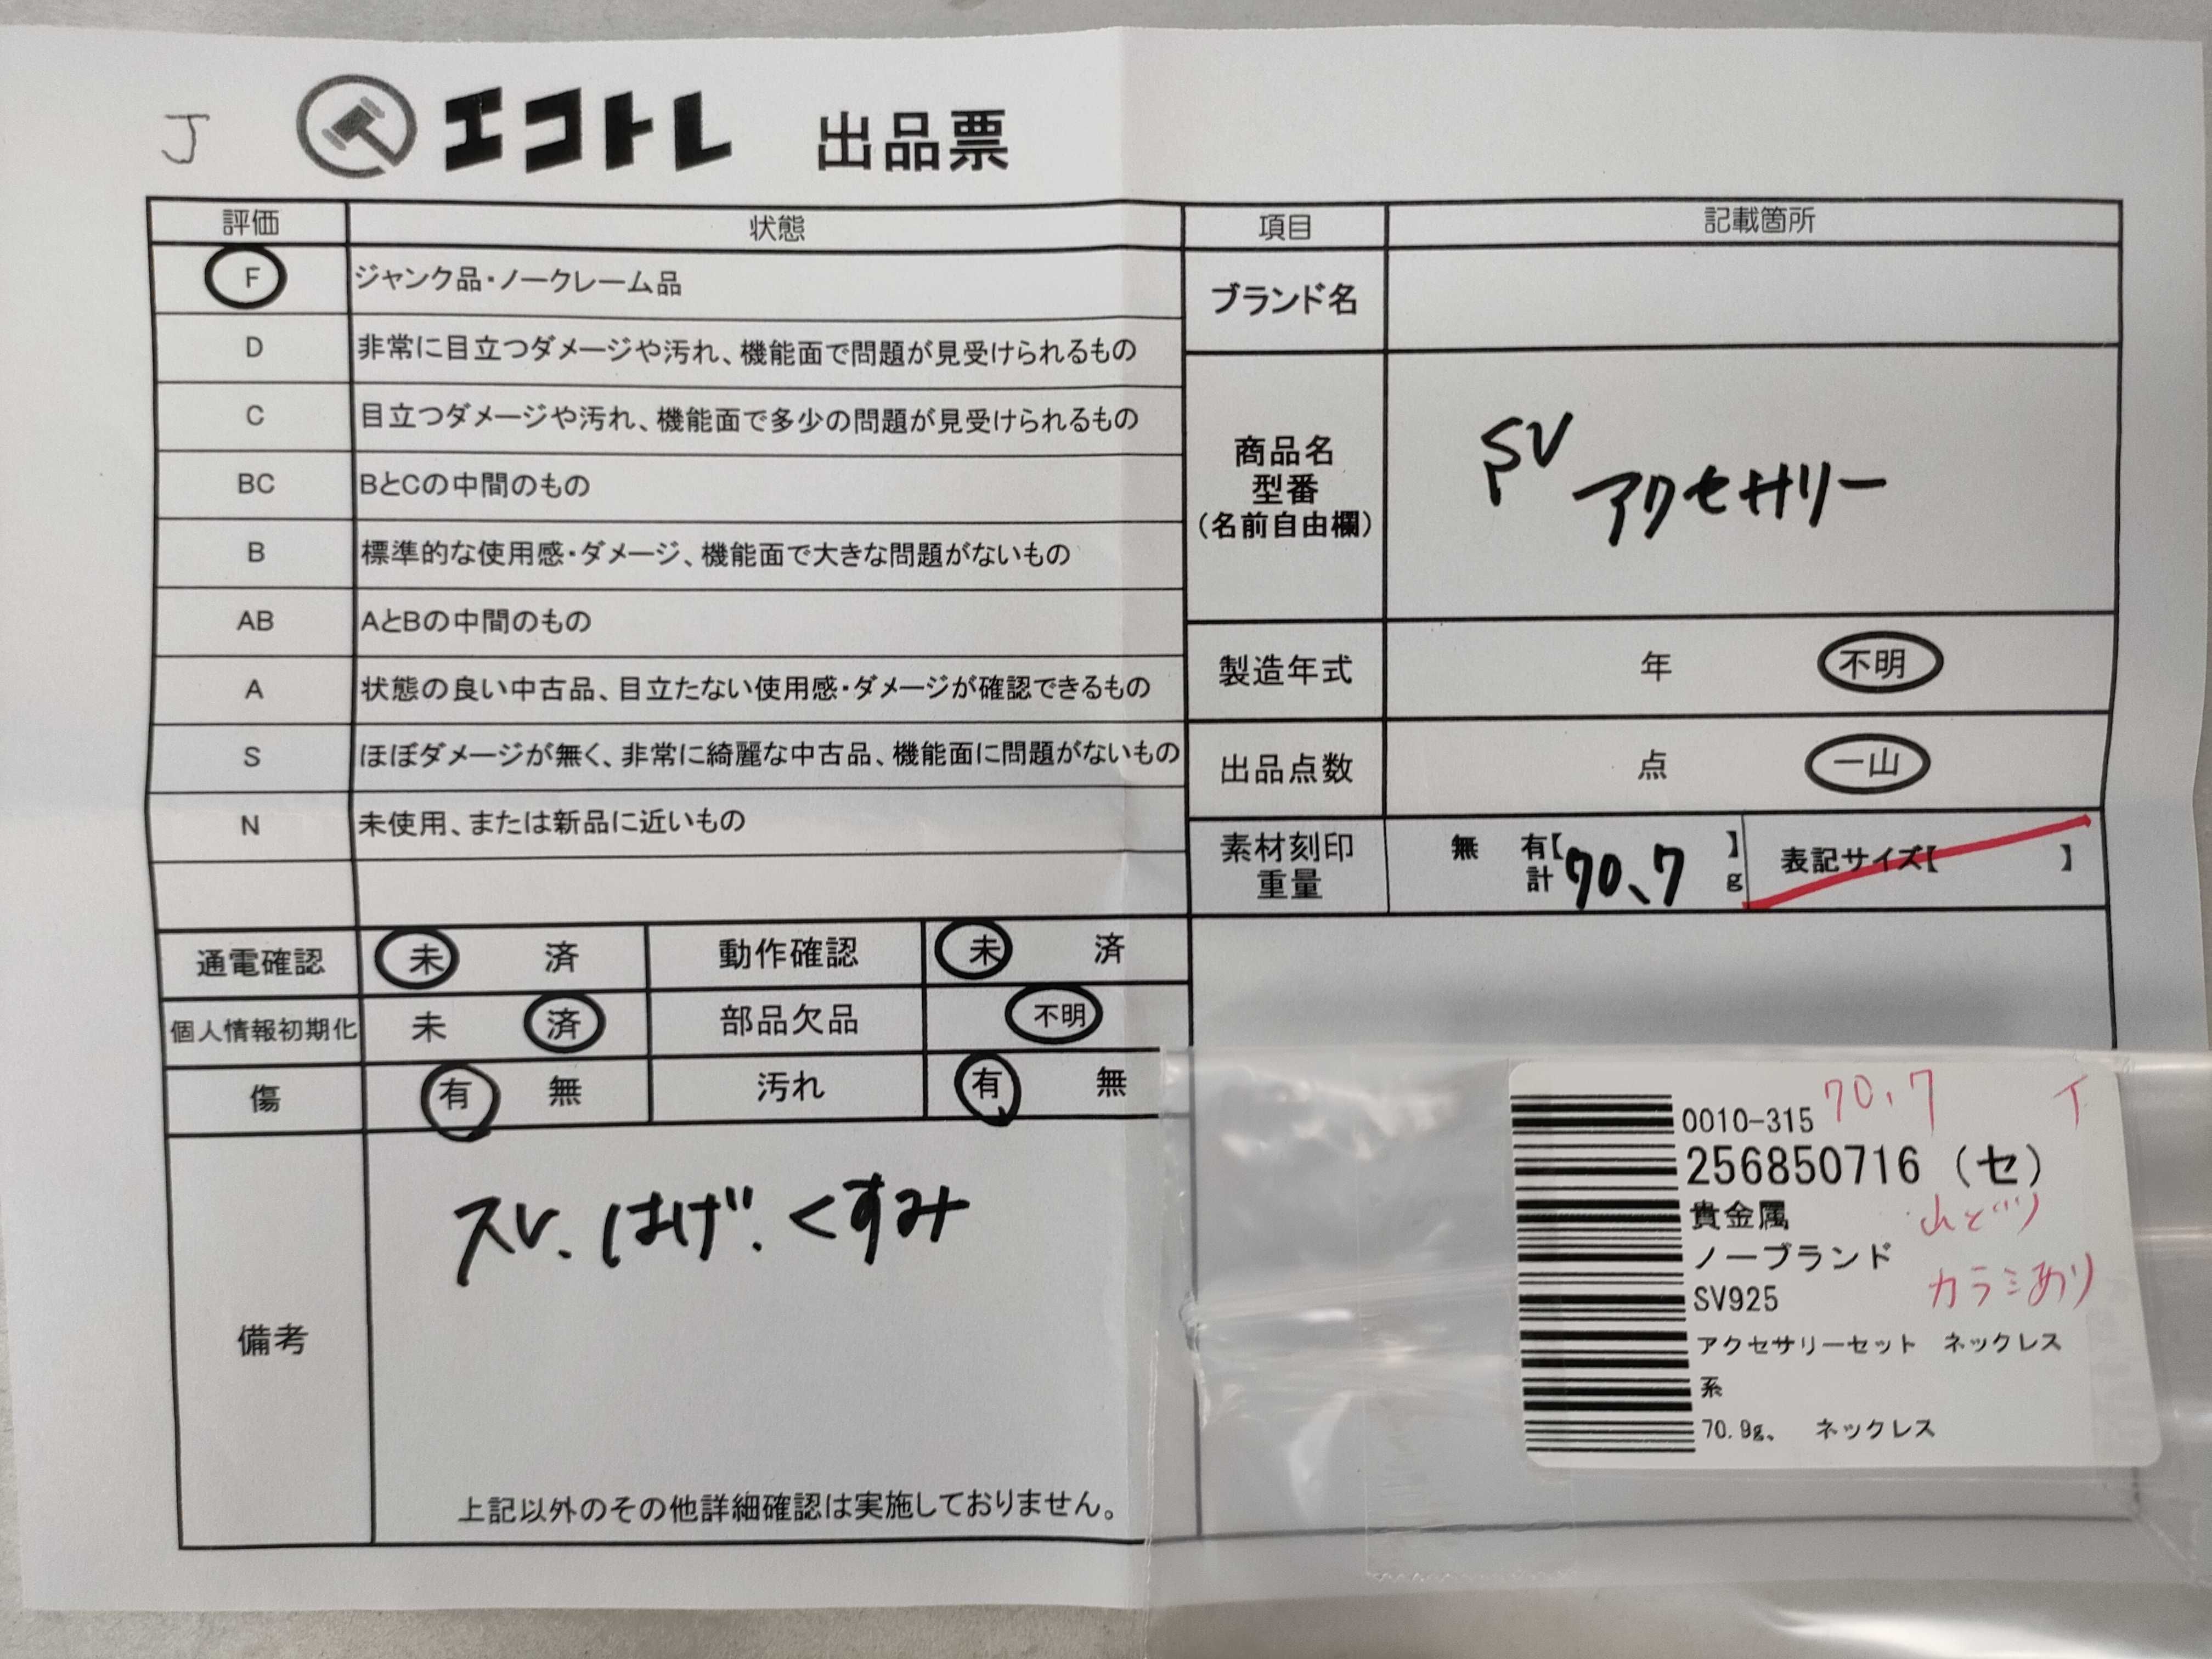 J エコトレ 出品票
評価 状態
F ジャンク品・ノークレーム品
D 非常に目立つダメージや汚れ、機能面で問題が見受けられるもの
C 目立つダメージや汚れ、機能面で多少の問題が見受けられるもの
BC BとCの中間のもの
B 標準的な使用感・ダメージ、機能面で大きな問題がないもの
AB AとBの中間のもの
A 状態の良い中古品、目立たない使用感・ダメージが確認できるもの
S ほぼダメージが無く、非常に綺麗な中古品、機能面に問題がないもの
N 未使用、または新品に近いもの
通電確認 未 済 動作確認 未 済
個人情報初期化 未 済 部品欠品 不明
傷 有 無 汚れ 有 無
備考
スレ、はげ、くすみ
上記以外のその他詳細確認は実施しておりません。
項目 記載箇所
ブランド名
商品名
型番
(名前自由欄)
SV
アクセサリー
製造年式 年 不明
出品点数 点 一山
素材刻印 無 有【 】 表記サイズ【 】
重量 計 70、7 g
0010-315 70、7
256850716 (セ)
貴金属
ノーブランド
カラミあり
SV925
アクセサリーセット ネックレス
系
70.9g、 ネックレス